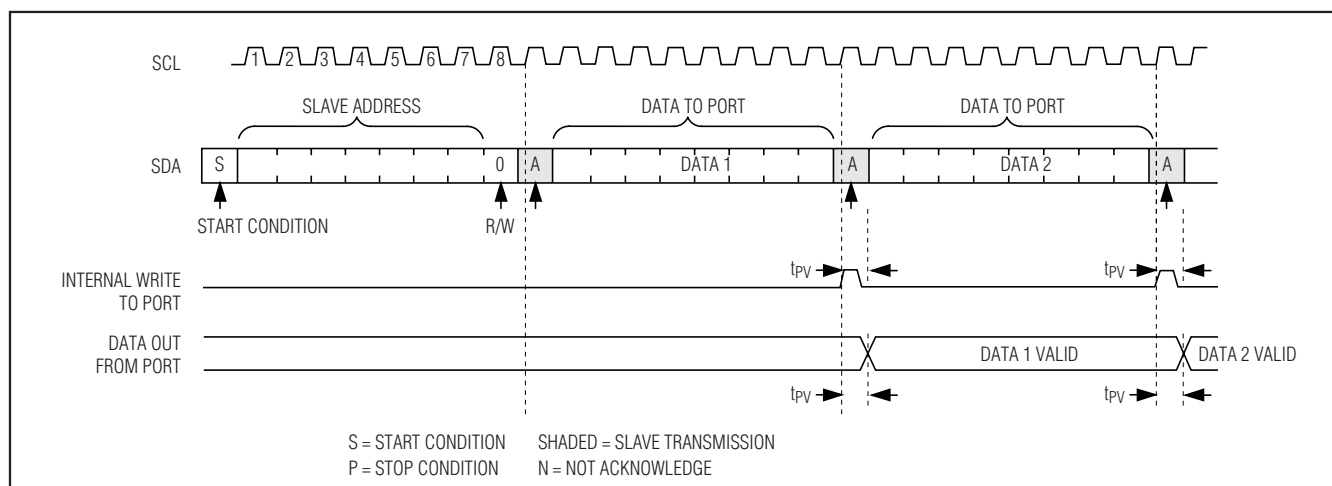 SCL 1 2 3 4 5 6 7 8
SLAVE ADDRESS DATA TO PORT DATA TO PORT
SDA S 0 A DATA 1 A DATA 2 A
START CONDITION R/W
INTERNAL WRITE
TO PORT
tPV tPV
DATA OUT
FROM PORT
DATA 1 VALID DATA 2 VALID
tPV tPV
S = START CONDITION SHADED = SLAVE TRANSMISSION
P = STOP CONDITION N = NOT ACKNOWLEDGE